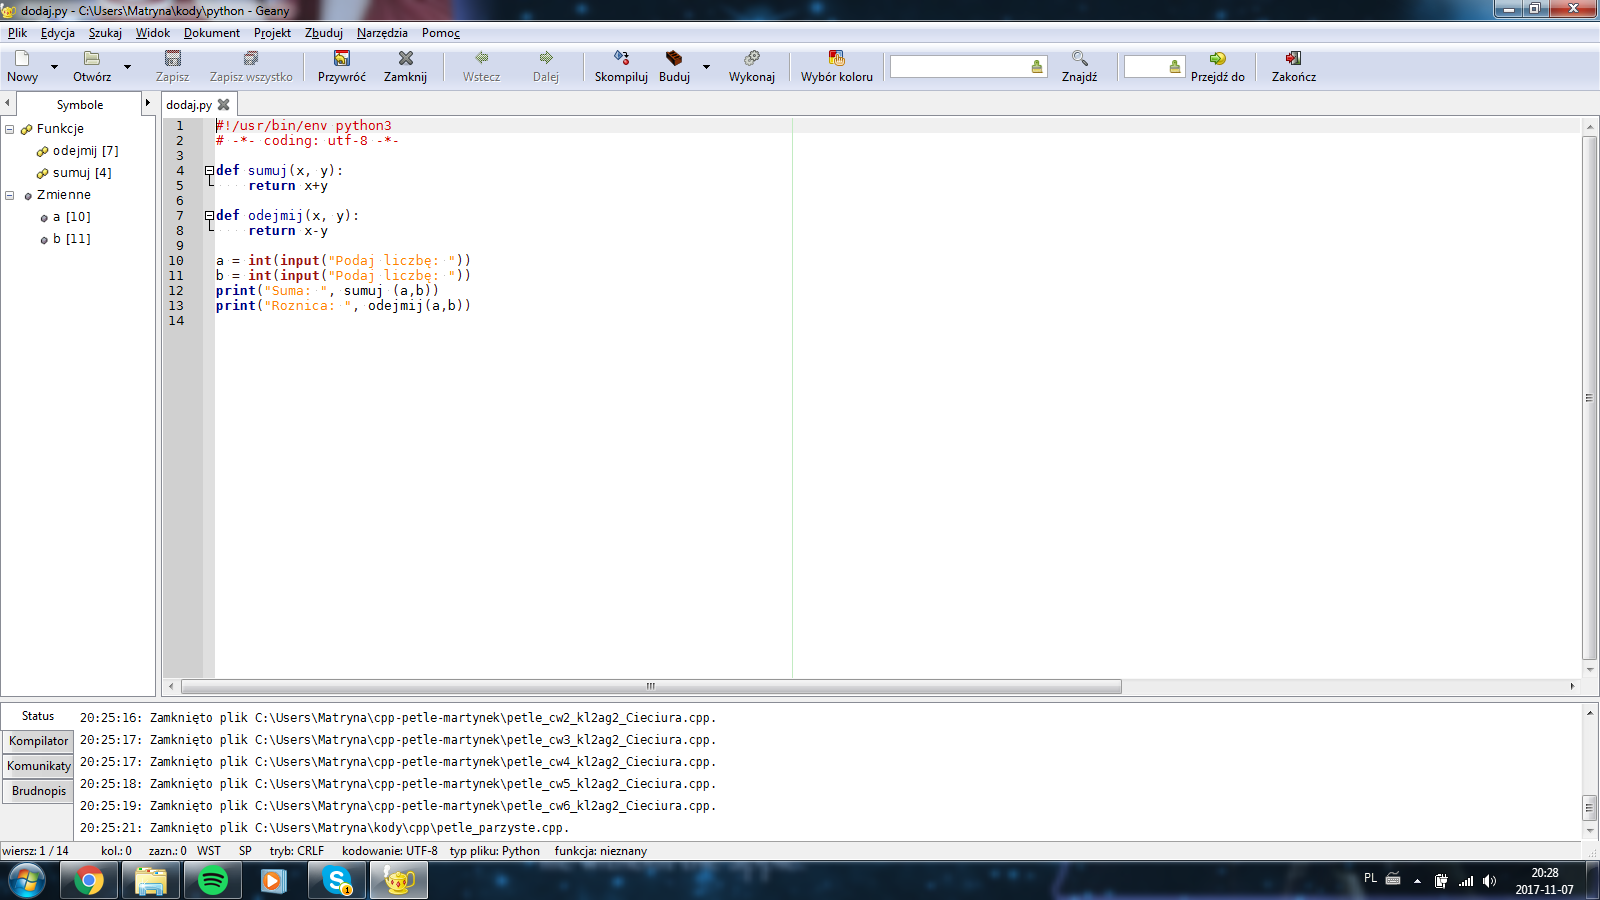 dodaj.py - C:\Users\Matryna\kody\python - Geany
Plik Edycja Szukaj Widok Dokument Projekt Zbuduj Narzędzia Pomoc
Nowy Otwórz Zapisz Zapisz wszystko Przywróć Zamknij Wstecz Dalej Skompiluj Buduj Wykonaj Wybór koloru Znajdź Przejdź do Zakończ
Symbole
dodaj.py
Funkcje
odejmij [7]
sumuj [4]
Zmienne
a [10]
b [11]
1 #!/usr/bin/env python3
2 # -*- coding: utf-8 -*-
3
4 def sumuj(x, y):
5 return x+y
6
7 def odejmij(x, y):
8 return x-y
9
10 a = int(input("Podaj liczbę: "))
11 b = int(input("Podaj liczbę: "))
12 print("Suma: ", sumuj (a,b))
13 print("Roznica: ", odejmij(a,b))
14
Status
Kompilator
Komunikaty
Brudnopis
20:25:16: Zamknięto plik C:\Users\Matryna\cpp-petle-martynek\petle_cw2_kl2ag2_Cieciura.cpp.
20:25:17: Zamknięto plik C:\Users\Matryna\cpp-petle-martynek\petle_cw3_kl2ag2_Cieciura.cpp.
20:25:17: Zamknięto plik C:\Users\Matryna\cpp-petle-martynek\petle_cw4_kl2ag2_Cieciura.cpp.
20:25:18: Zamknięto plik C:\Users\Matryna\cpp-petle-martynek\petle_cw5_kl2ag2_Cieciura.cpp.
20:25:19: Zamknięto plik C:\Users\Matryna\cpp-petle-martynek\petle_cw6_kl2ag2_Cieciura.cpp.
20:25:21: Zamknięto plik C:\Users\Matryna\kody\cpp\petle_parzyste.cpp.
wiersz: 1 / 14 kol.: 0 zazn.: 0 WST SP tryb: CRLF kodowanie: UTF-8 typ pliku: Python funkcja: nieznany
1
PL
20:28
2017-11-07